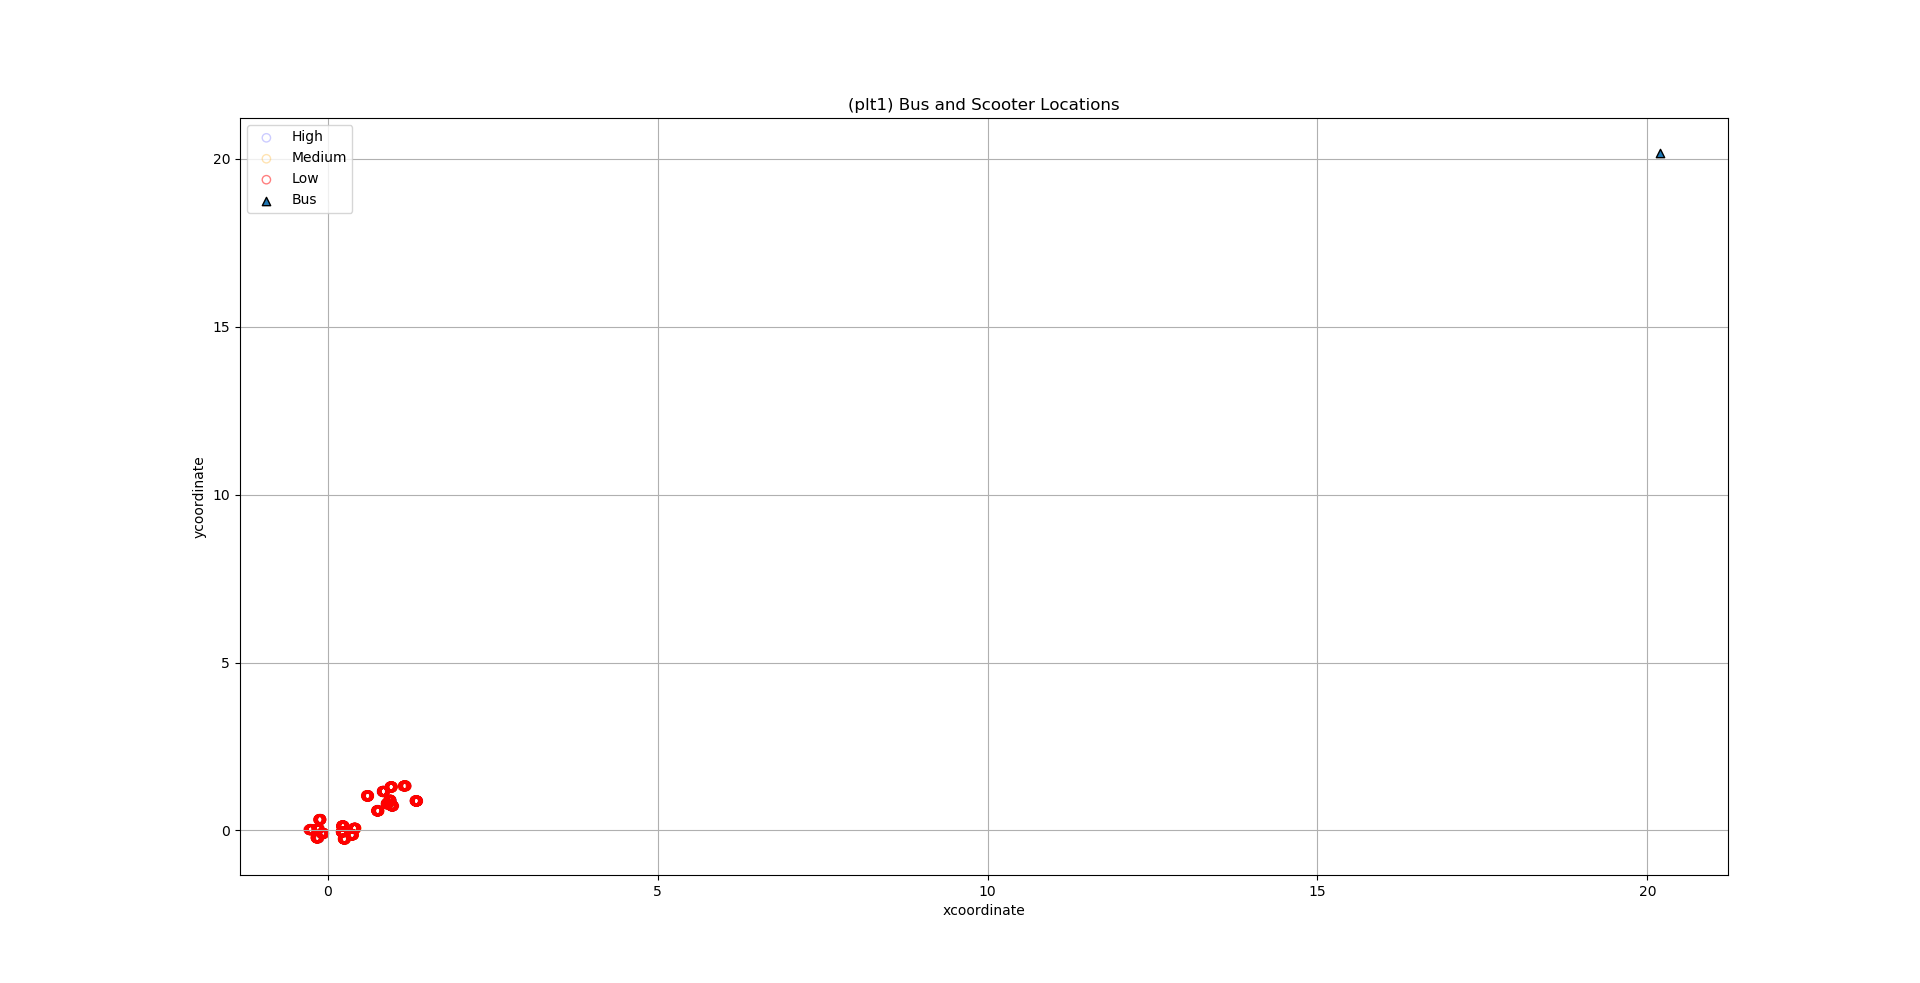 (plt1) Bus and Scooter Locations
High
Medium
Low
Bus
20
15
10
5
0
ycoordinate
0 5 10 15 20
xcoordinate